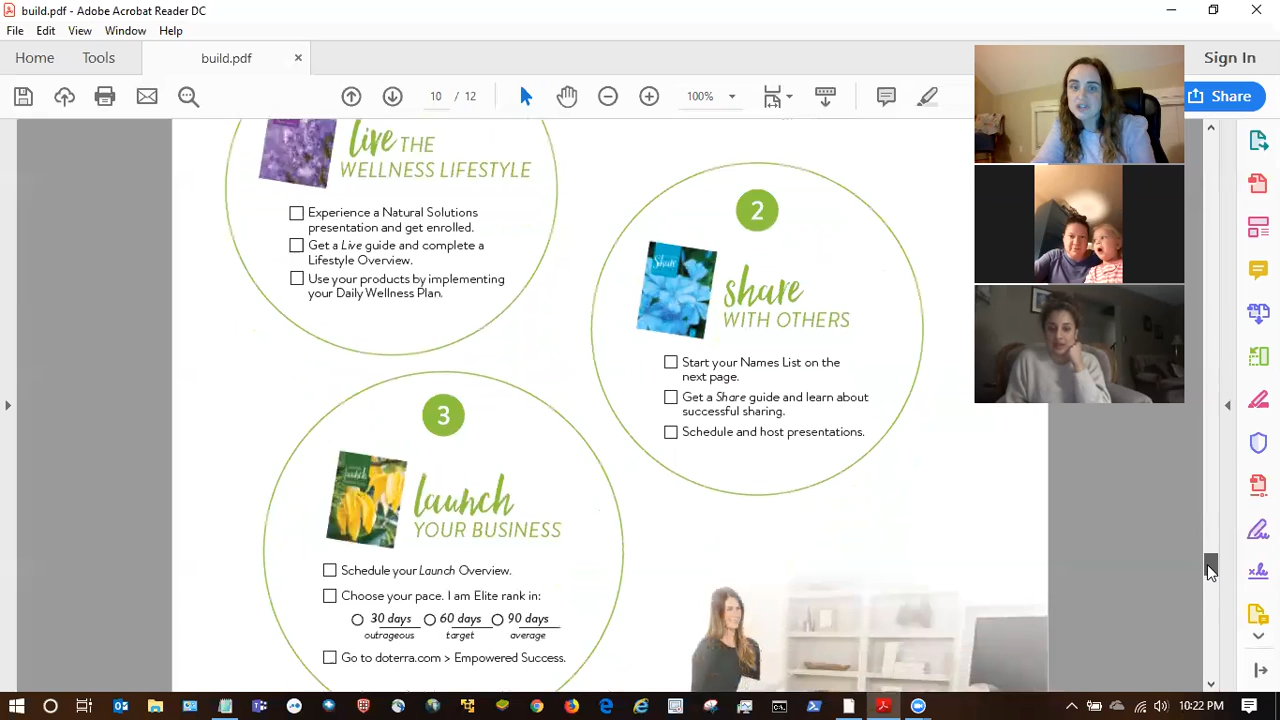 build.pdf - Adobe Acrobat Reader DC
File Edit View Window Help
Home Tools build.pdf × Sign In
10 / 12 100% Share
live THE
WELLNESS LIFESTYLE
Experience a Natural Solutions
presentation and get enrolled.
Get a Live guide and complete a
Lifestyle Overview.
Use your products by implementing
your Daily Wellness Plan.
2
Share
share
WITH OTHERS
Start your Names List on the
next page.
Get a Share guide and learn about
successful sharing.
Schedule and host presentations.
3
launch
launch
YOUR BUSINESS
Schedule your Launch Overview.
Choose your pace. I am Elite rank in:
30 days 60 days 90 days
outrageous target average
Go to doterra.com > Empowered Success.
10:22 PM